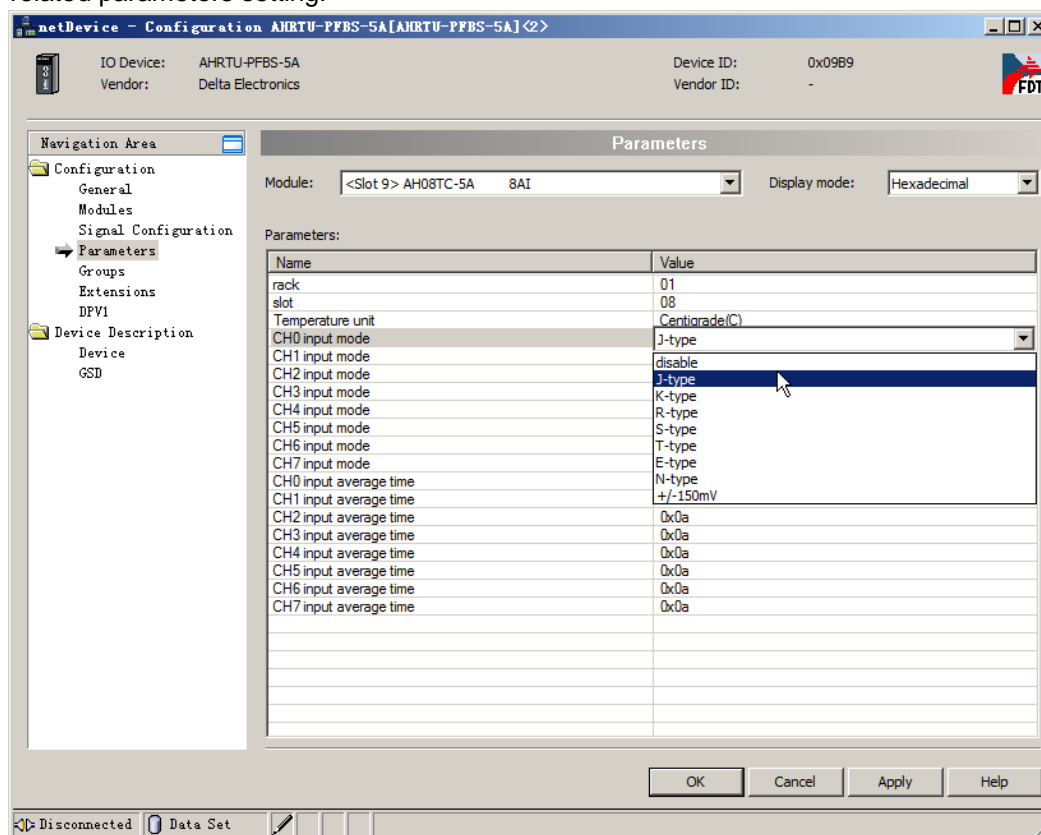 related parameters setting.
netDevice - Configuration AHRTU-PFBS-5A[AHRTU-PFBS-5A]<2>
IO Device: AHRTU-PFBS-5A Device ID: 0x09B9
Vendor: Delta Electronics Vendor ID: -
FDT
Navigation Area
Configuration
General
Modules
Signal Configuration
Parameters
Groups
Extensions
DPV1
Device Description
Device
GSD
Parameters
Module: <Slot 9> AH08TC-5A 8AI Display mode: Hexadecimal
Parameters:
Name Value
rack 01
slot 08
Temperature unit Centigrade(C)
CH0 input mode J-type
CH1 input mode
CH2 input mode
CH3 input mode
CH4 input mode
CH5 input mode
CH6 input mode
CH7 input mode
CH0 input average time
CH1 input average time
disable
J-type
K-type
R-type
S-type
T-type
E-type
N-type
+/-150mV
CH2 input average time 0x0a
CH3 input average time 0x0a
CH4 input average time 0x0a
CH5 input average time 0x0a
CH6 input average time 0x0a
CH7 input average time 0x0a
OK Cancel Apply Help
Disconnected Data Set